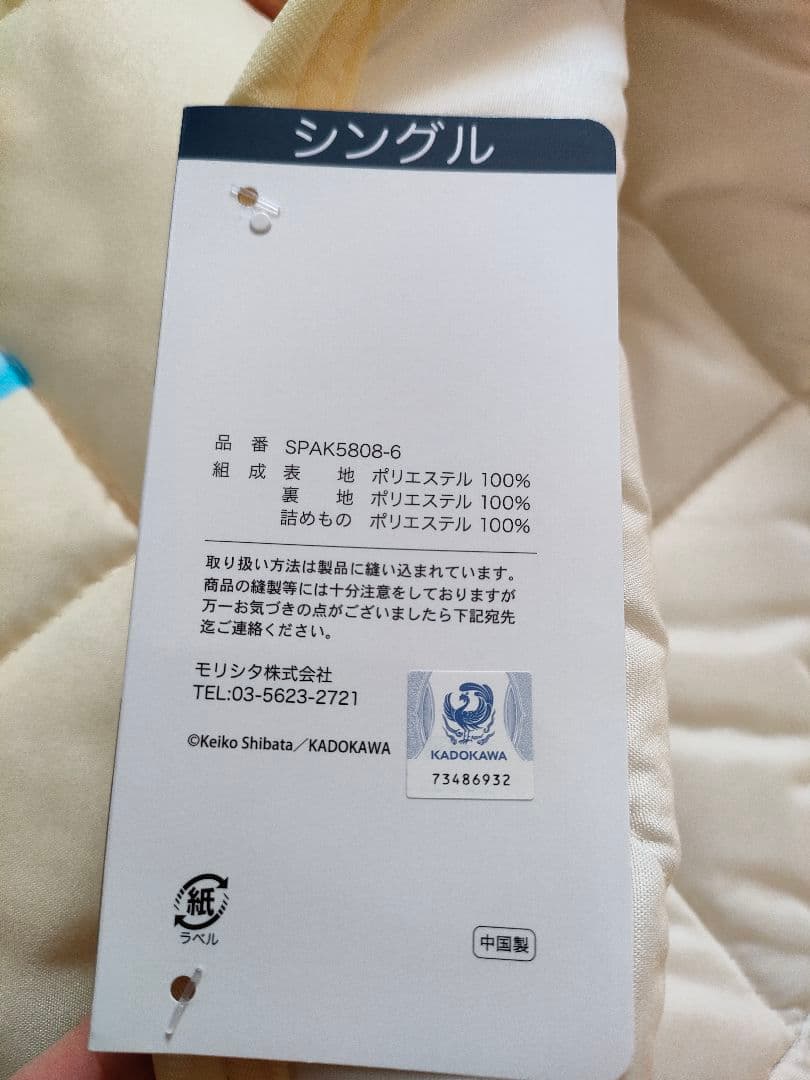 シングル
品 番 SPAK5808-6
組 成 表 地 ポリエステル 100%
裏 地 ポリエステル 100%
詰めもの ポリエステル 100%
取り扱い方法は製品に縫い込まれています。
商品の縫製等には十分注意をしておりますが
万一お気づきの点がございましたら下記宛先
迄ご連絡ください。
モリシタ株式会社
TEL:03-5623-2721
©Keiko Shibata／KADOKAWA
KADOKAWA
73486932
紙
ラベル
中国製